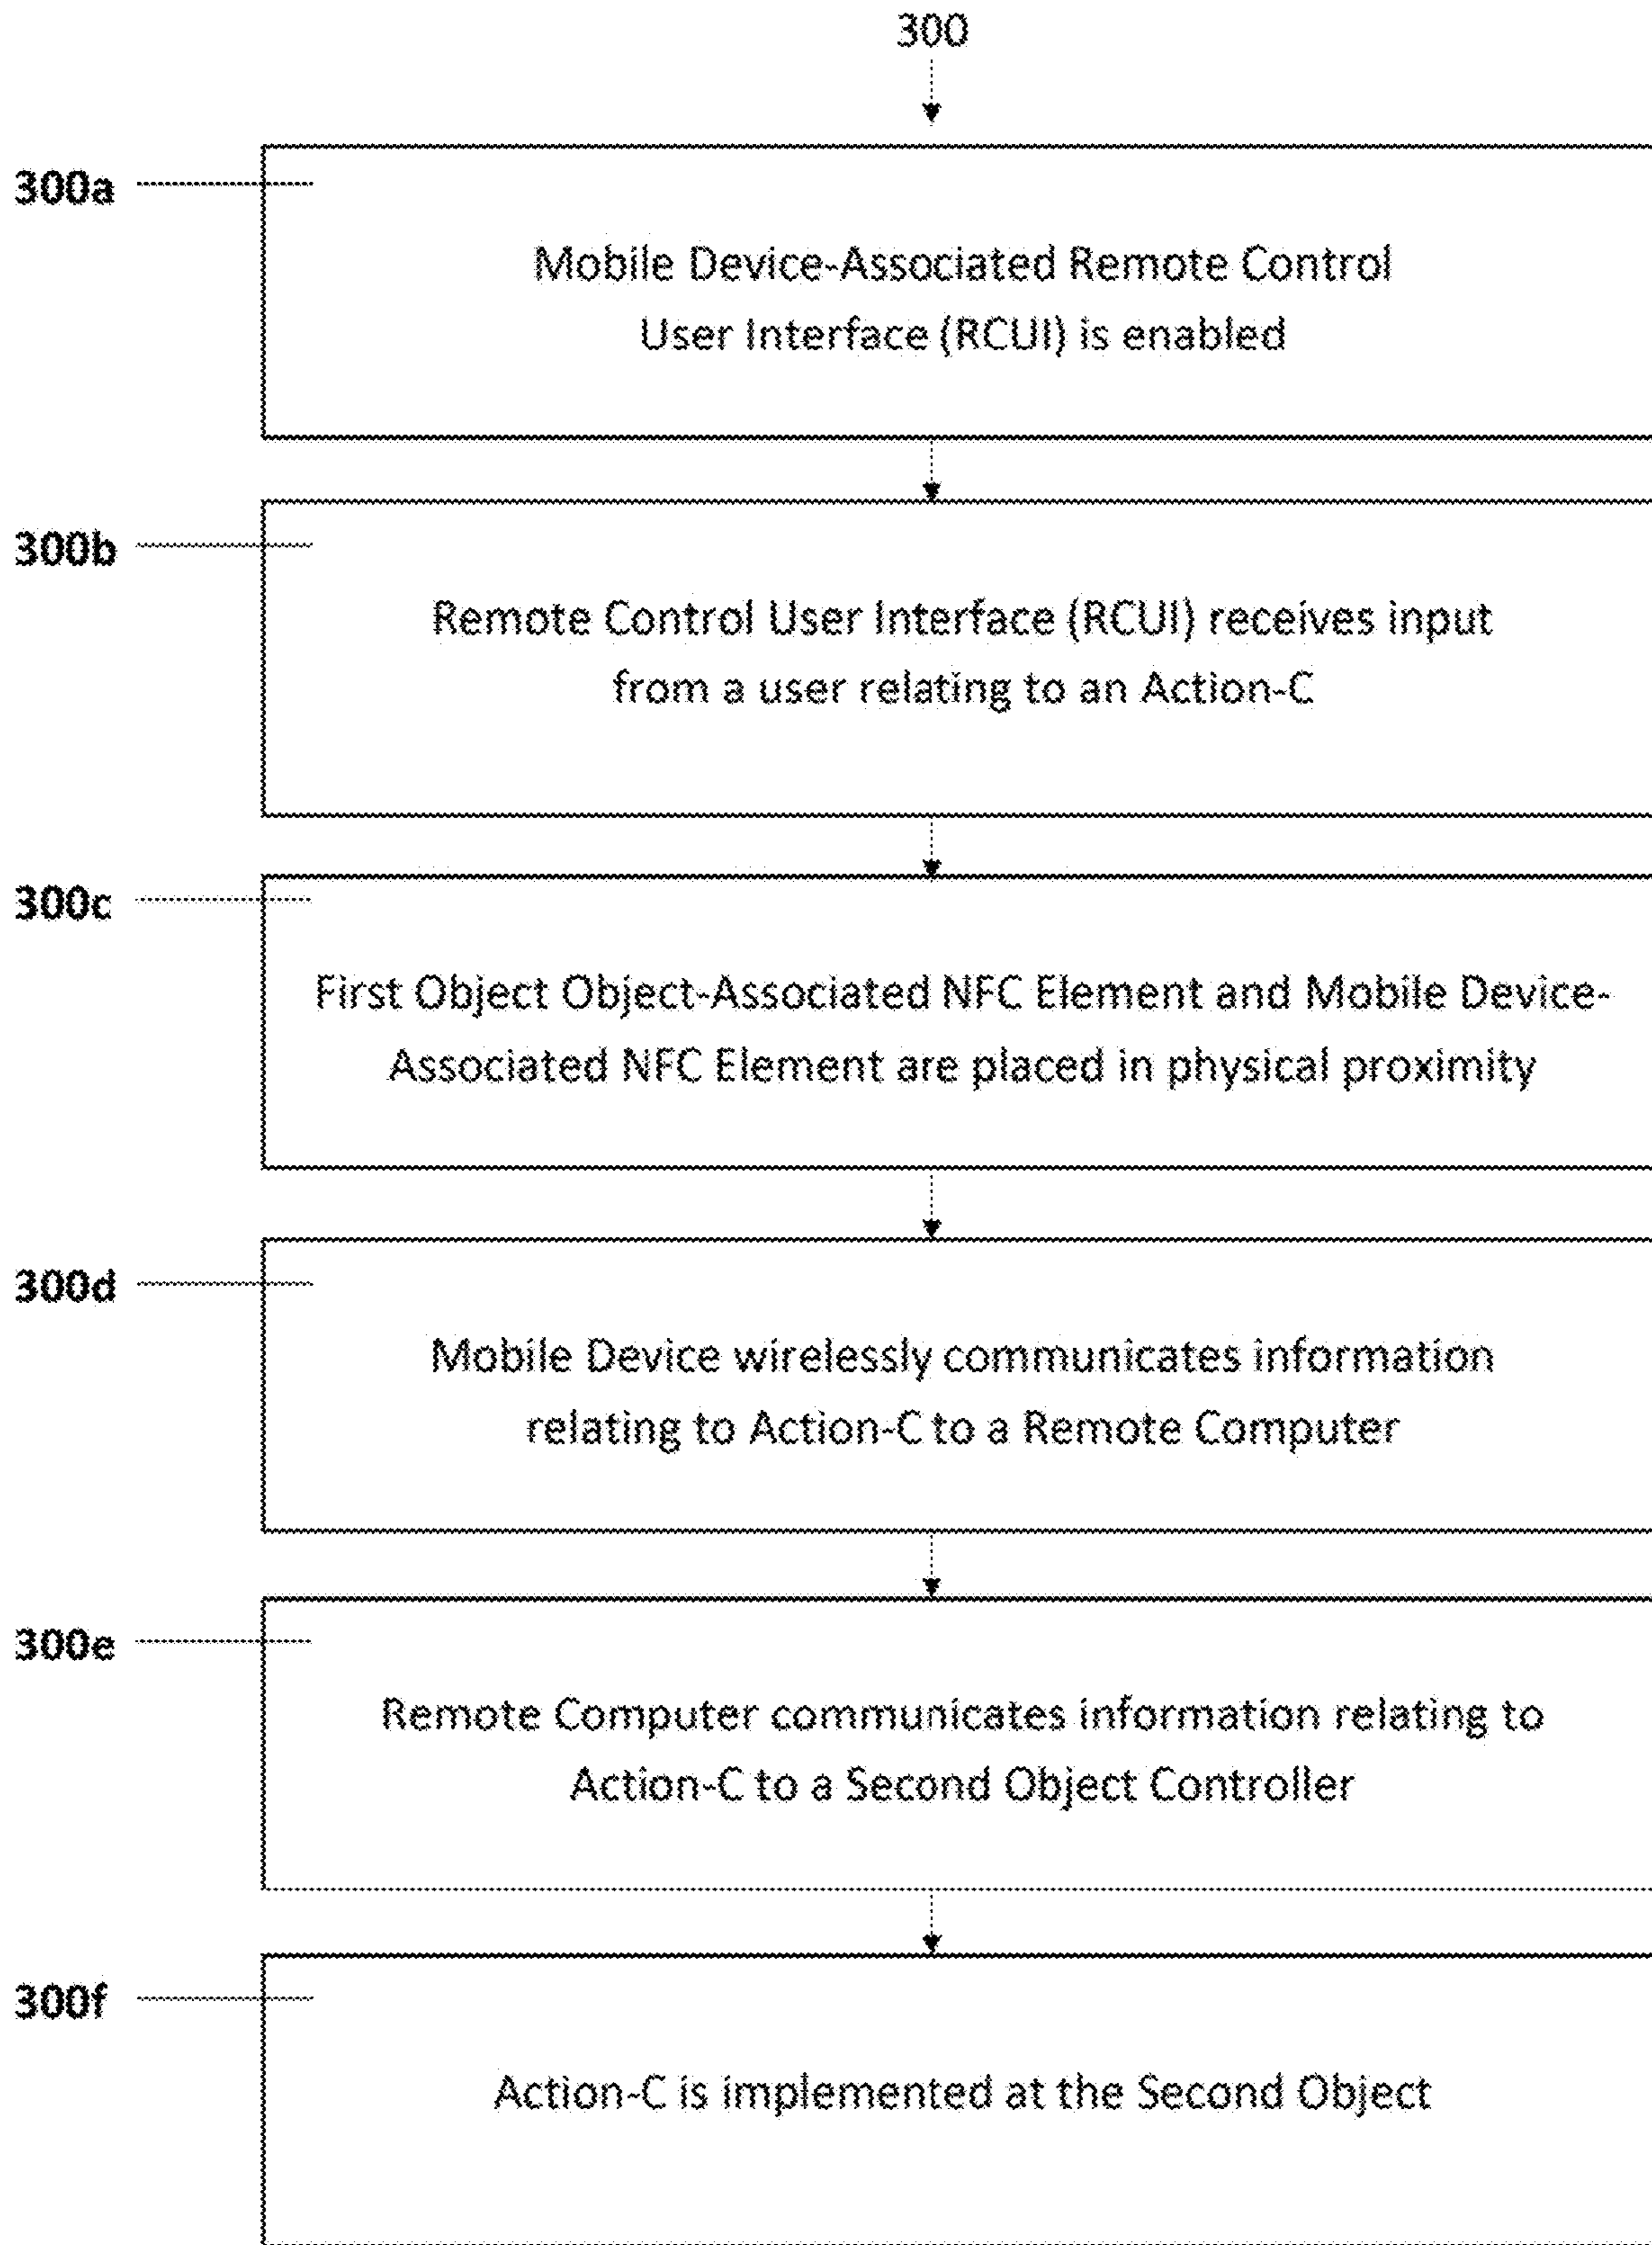 300
300a
Mobile Device-Associated Remote Control
User Interface (RCUI) is enabled
300b
Remote Control User Interface (RCUI) receives input
from a user relating to an Action-C
300c
First Object Object-Associated NFC Element and Mobile Device-
Associated NFC Element are placed in physical proximity
300d
Mobile Device wirelessly communicates information
relating to Action-C to a Remote Computer
300e
Remote Computer communicates information relating to
Action-C to a Second Object Controller
300f
Action-C is implemented at the Second Object